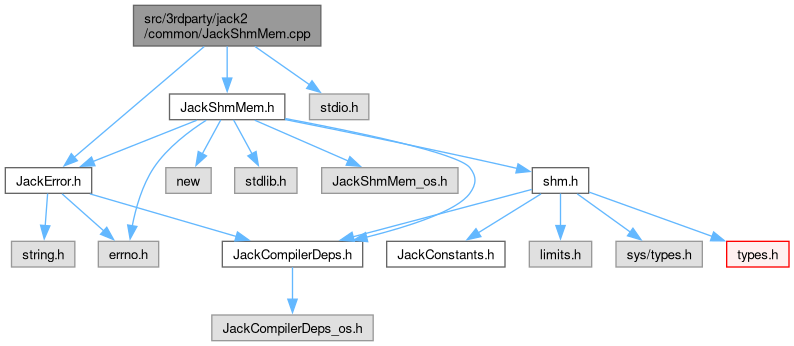 src/3rdparty/jack2
/common/JackShmMem.cpp
JackShmMem.h
stdio.h
JackError.h
new
stdlib.h
JackShmMem_os.h
shm.h
string.h
errno.h
JackCompilerDeps.h
JackConstants.h
limits.h
sys/types.h
types.h
JackCompilerDeps_os.h